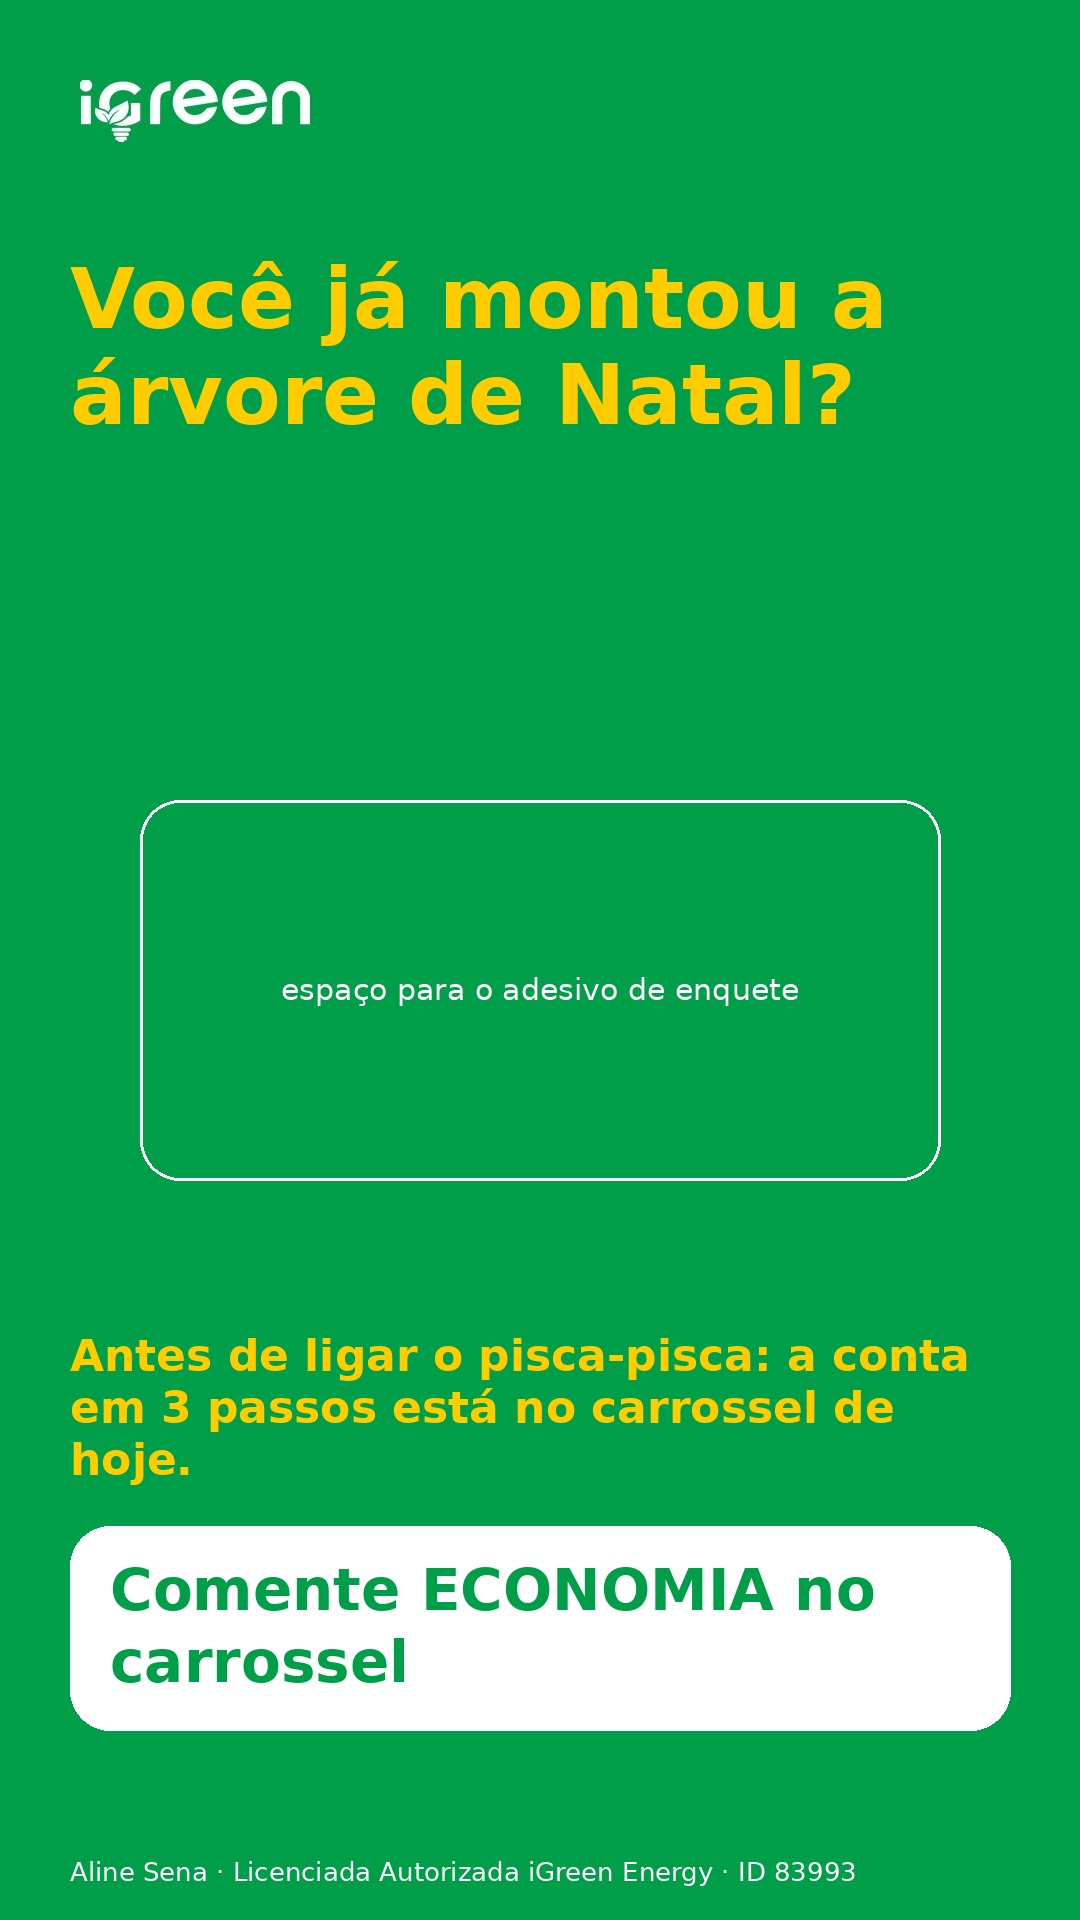 iGreen
Você já montou a
árvore de Natal?
espaço para o adesivo de enquete
Antes de ligar o pisca-pisca: a conta
em 3 passos está no carrossel de
hoje.
Comente ECONOMIA no
carrossel
Aline Sena · Licenciada Autorizada iGreen Energy · ID 83993